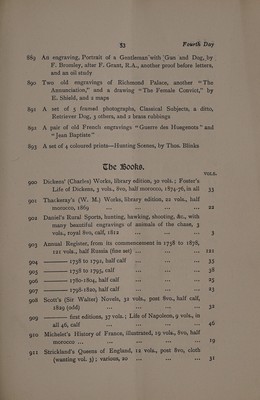 53 Fourth Day
889 An engraving, Portrait of a Gentleman with Gun and Dog, by
F. Bromley, after F. Grant, R.A., another proof before letters,
and an oil study
890 Two old engravings of Richmond Palace, another "The
Annunciation," and a drawing "The Female Convict," by
E. Shield, and 2 maps
891 A set of 5 framed photographs, Classical Subjects, a ditto,
Retriever Dog, 3 others, and 2 brass rubbings
892 A pair of old French engravings "Guerre des Huegenots" and
"Jean Baptiste"
893 A set of 4 coloured prints—Hunting Scenes, by Thos. Blinks
The Books.
VOLS.
900 Dickens' (Charles) Works, library edition, 30 vols.; Forster's
Life of Dickens, 3 vols., 8vo, half morocco, 1874-76, in all 33
901 Thackeray's (W. M.) Works, library edition, 22 vols., half
morocco, 1869 ... ... ... 22
902 Daniel's Rural Sports, hunting, hawking, shooting, &c., with
many beautiful engravings of animals of the chase, 3
vols., royal 8vo, calf, 1812 ... ... ... 3
903 Annual Register, from its commencement in 1758 to 1878,
121 vols., half Russia (fine set) ... ... ... 121
904 ——— 1758 to 1791, half calf ... ... ... 33
905 ——— 1758 to 1793, calf ... ... ... 38
906 ——— 1780-1804, half calf ... ... ... 25
907 ——— 1798-1820, half calf ... ... ... 23
908 Scott's (Sir Walter) Novels, 32 vols., post 8vo., half calf,
1829 (odd) ... ... ... 32
909 ——— first editions, 37 vols.; Life of Napoleon, 9 vols., in
all 46, calf ... ... ... 46
910 Michelet's History of France, illustrated, 19 vols., 8vo, half
morocco ... ... ... 19
911 Strickland's Queens of England, 12 vols., post 8vo, cloth
(wanting vol. 3); various, 20 ... ... ... 31